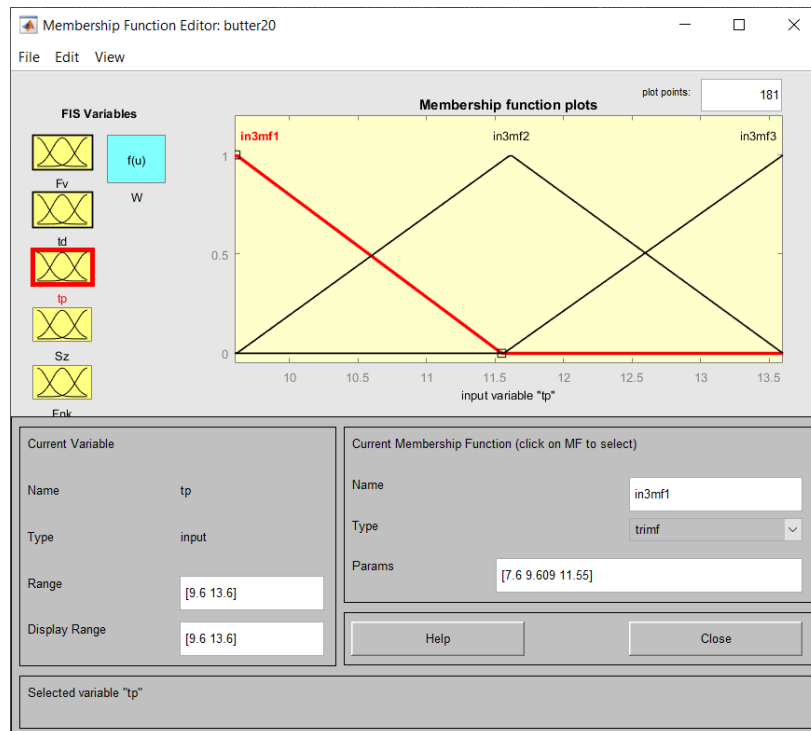 Membership Function Editor: butter20
File Edit View
FIS Variables
Fv
td
tp
Sz
f(u)
W
plot points:
181
Membership function plots
in3mf1
in3mf2
in3mf3
1
0.5
0
10
10.5
11
11.5
12
12.5
13
13.5
input variable "tp"
Current Variable
Name
tp
Type
input
Range
[9.6 13.6]
Display Range
[9.6 13.6]
Current Membership Function (click on MF to select)
Name
in3mf1
Type
trimf
Params
[7.6 9.609 11.55]
Help
Close
Selected variable "tp"